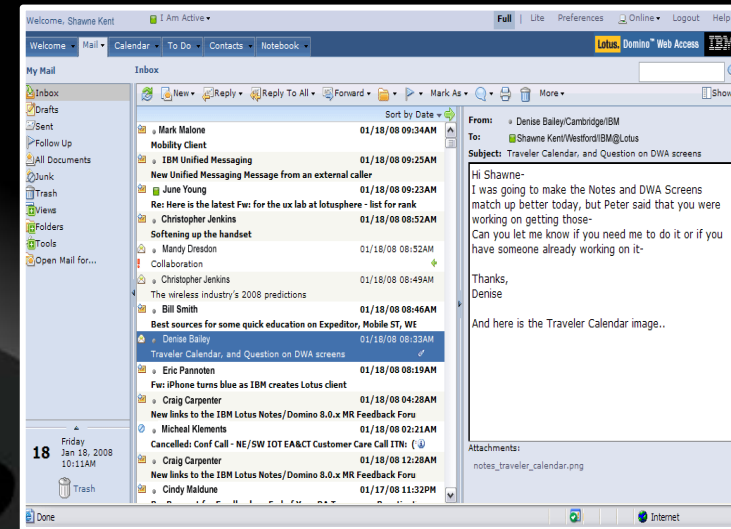 Welcome, Shawne Kent
I Am Active
Full | Lite Preferences Online Logout Help
Welcome Mail Calendar To Do Contacts Notebook
Lotus. Domino™ Web Access IBM
My Mail
Inbox
Drafts
Sent
Follow Up
All Documents
Junk
Trash
Views
Folders
Tools
Open Mail for...
18
Friday
Jan 18, 2008
10:11AM
Trash
Inbox
New Reply Reply To All Forward Mark As More
Show
Sort by Date
Mark Malone 01/18/08 09:34AM
Mobility Client
IBM Unified Messaging 01/18/08 09:25AM
New Unified Messaging Message from an external caller
June Young 01/18/08 09:23AM
Re: Here is the latest Fw: for the ux lab at lotusphere - list for rank
Christopher Jenkins 01/18/08 08:52AM
Softening up the handset
Mandy Dresdon 01/18/08 08:52AM
Collaboration
Christopher Jenkins 01/18/08 08:49AM
The wireless industry's 2008 predictions
Bill Smith 01/18/08 08:46AM
Best sources for some quick education on Expeditor, Mobile ST, WE
Denise Bailey 01/18/08 08:33AM
Traveler Calendar, and Question on DWA screens
Eric Pannoten 01/18/08 08:19AM
Fw: iPhone turns blue as IBM creates Lotus client
Craig Carpenter 01/18/08 04:28AM
New links to the IBM Lotus Notes/Domino 8.0.x MR Feedback Foru
Micheal Klements 01/18/08 02:21AM
Cancelled: Conf Call - NE/SW IOT EA&CT Customer Care Call ITN: (
Craig Carpenter 01/18/08 12:28AM
New links to the IBM Lotus Notes/Domino 8.0.x MR Feedback Foru
Cindy Maldune 01/17/08 11:32PM
From: Denise Bailey/Cambridge/IBM
To: Shawne Kent/Westford/IBM@Lotus
Subject: Traveler Calendar, and Question on DWA screens
Hi Shawne-
I was going to make the Notes and DWA Screens
match up better today, but Peter said that you were
working on getting those-
Can you let me know if you need me to do it or if you
have someone already working on it-
Thanks,
Denise
And here is the Traveler Calendar image..
Attachments:
notes_traveler_calendar.png
Done
Internet